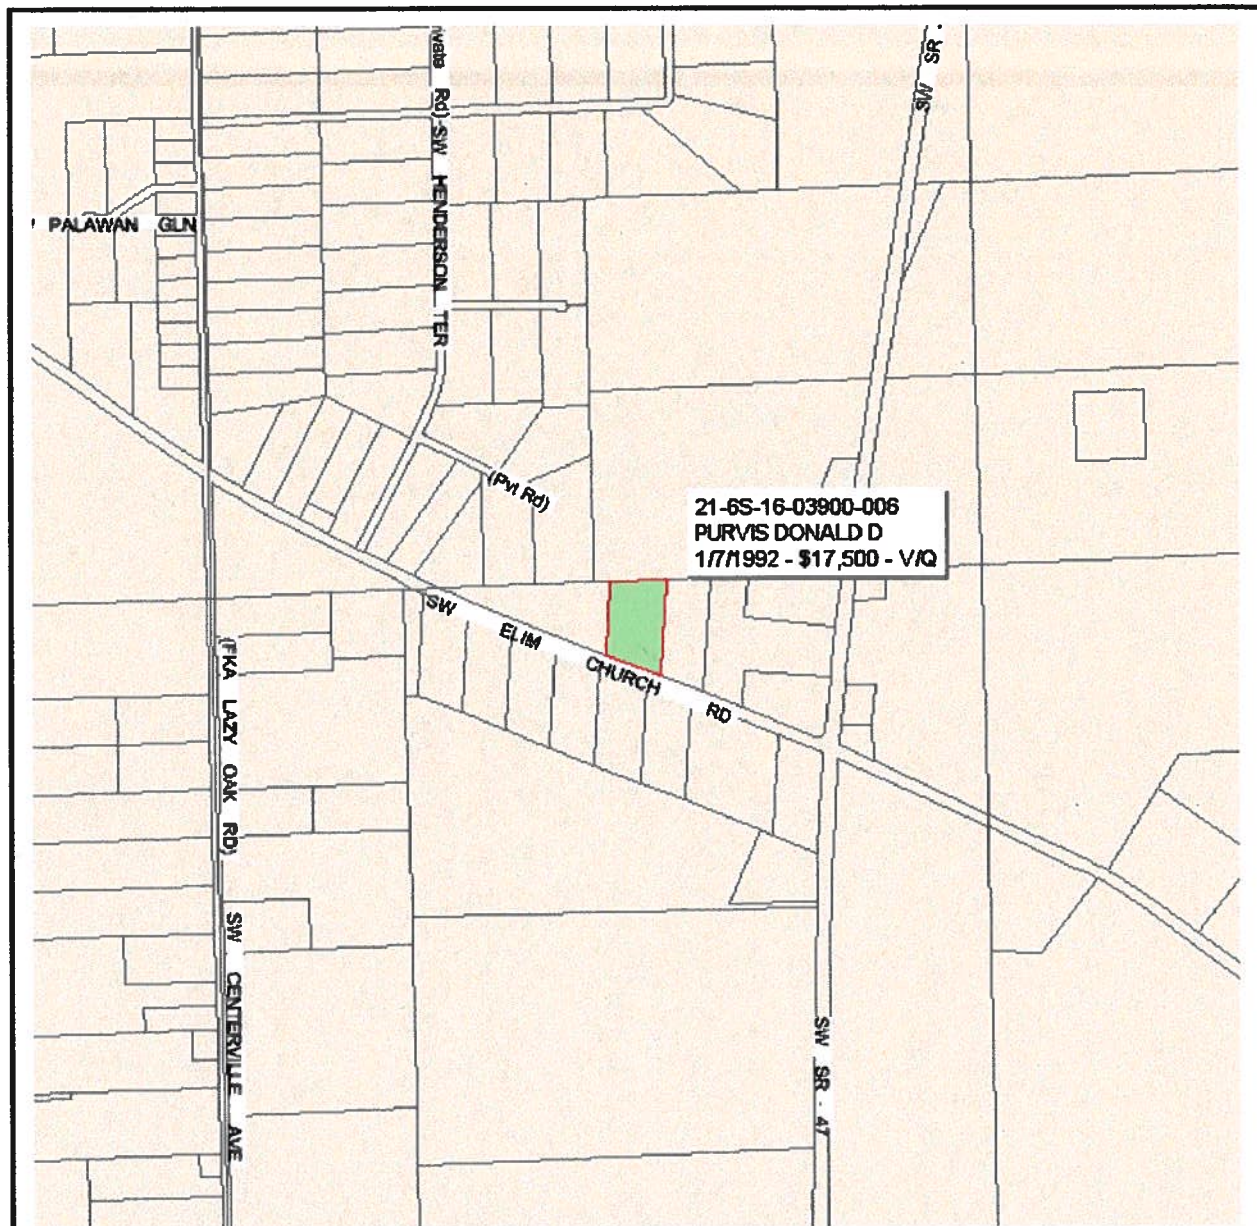 SW SR
wata Rd)-SW HENDERSON TER
PALAWAN GLN
(Pvt Rd)
21-6S-16-03900-006
PURVIS DONALD D
1/7/1992 - $17,500 - V/Q
SW ELIM CHURCH RD
(FKA LAZY OAK RD)
SW CENTERVILLE AVE
SW SR - 47